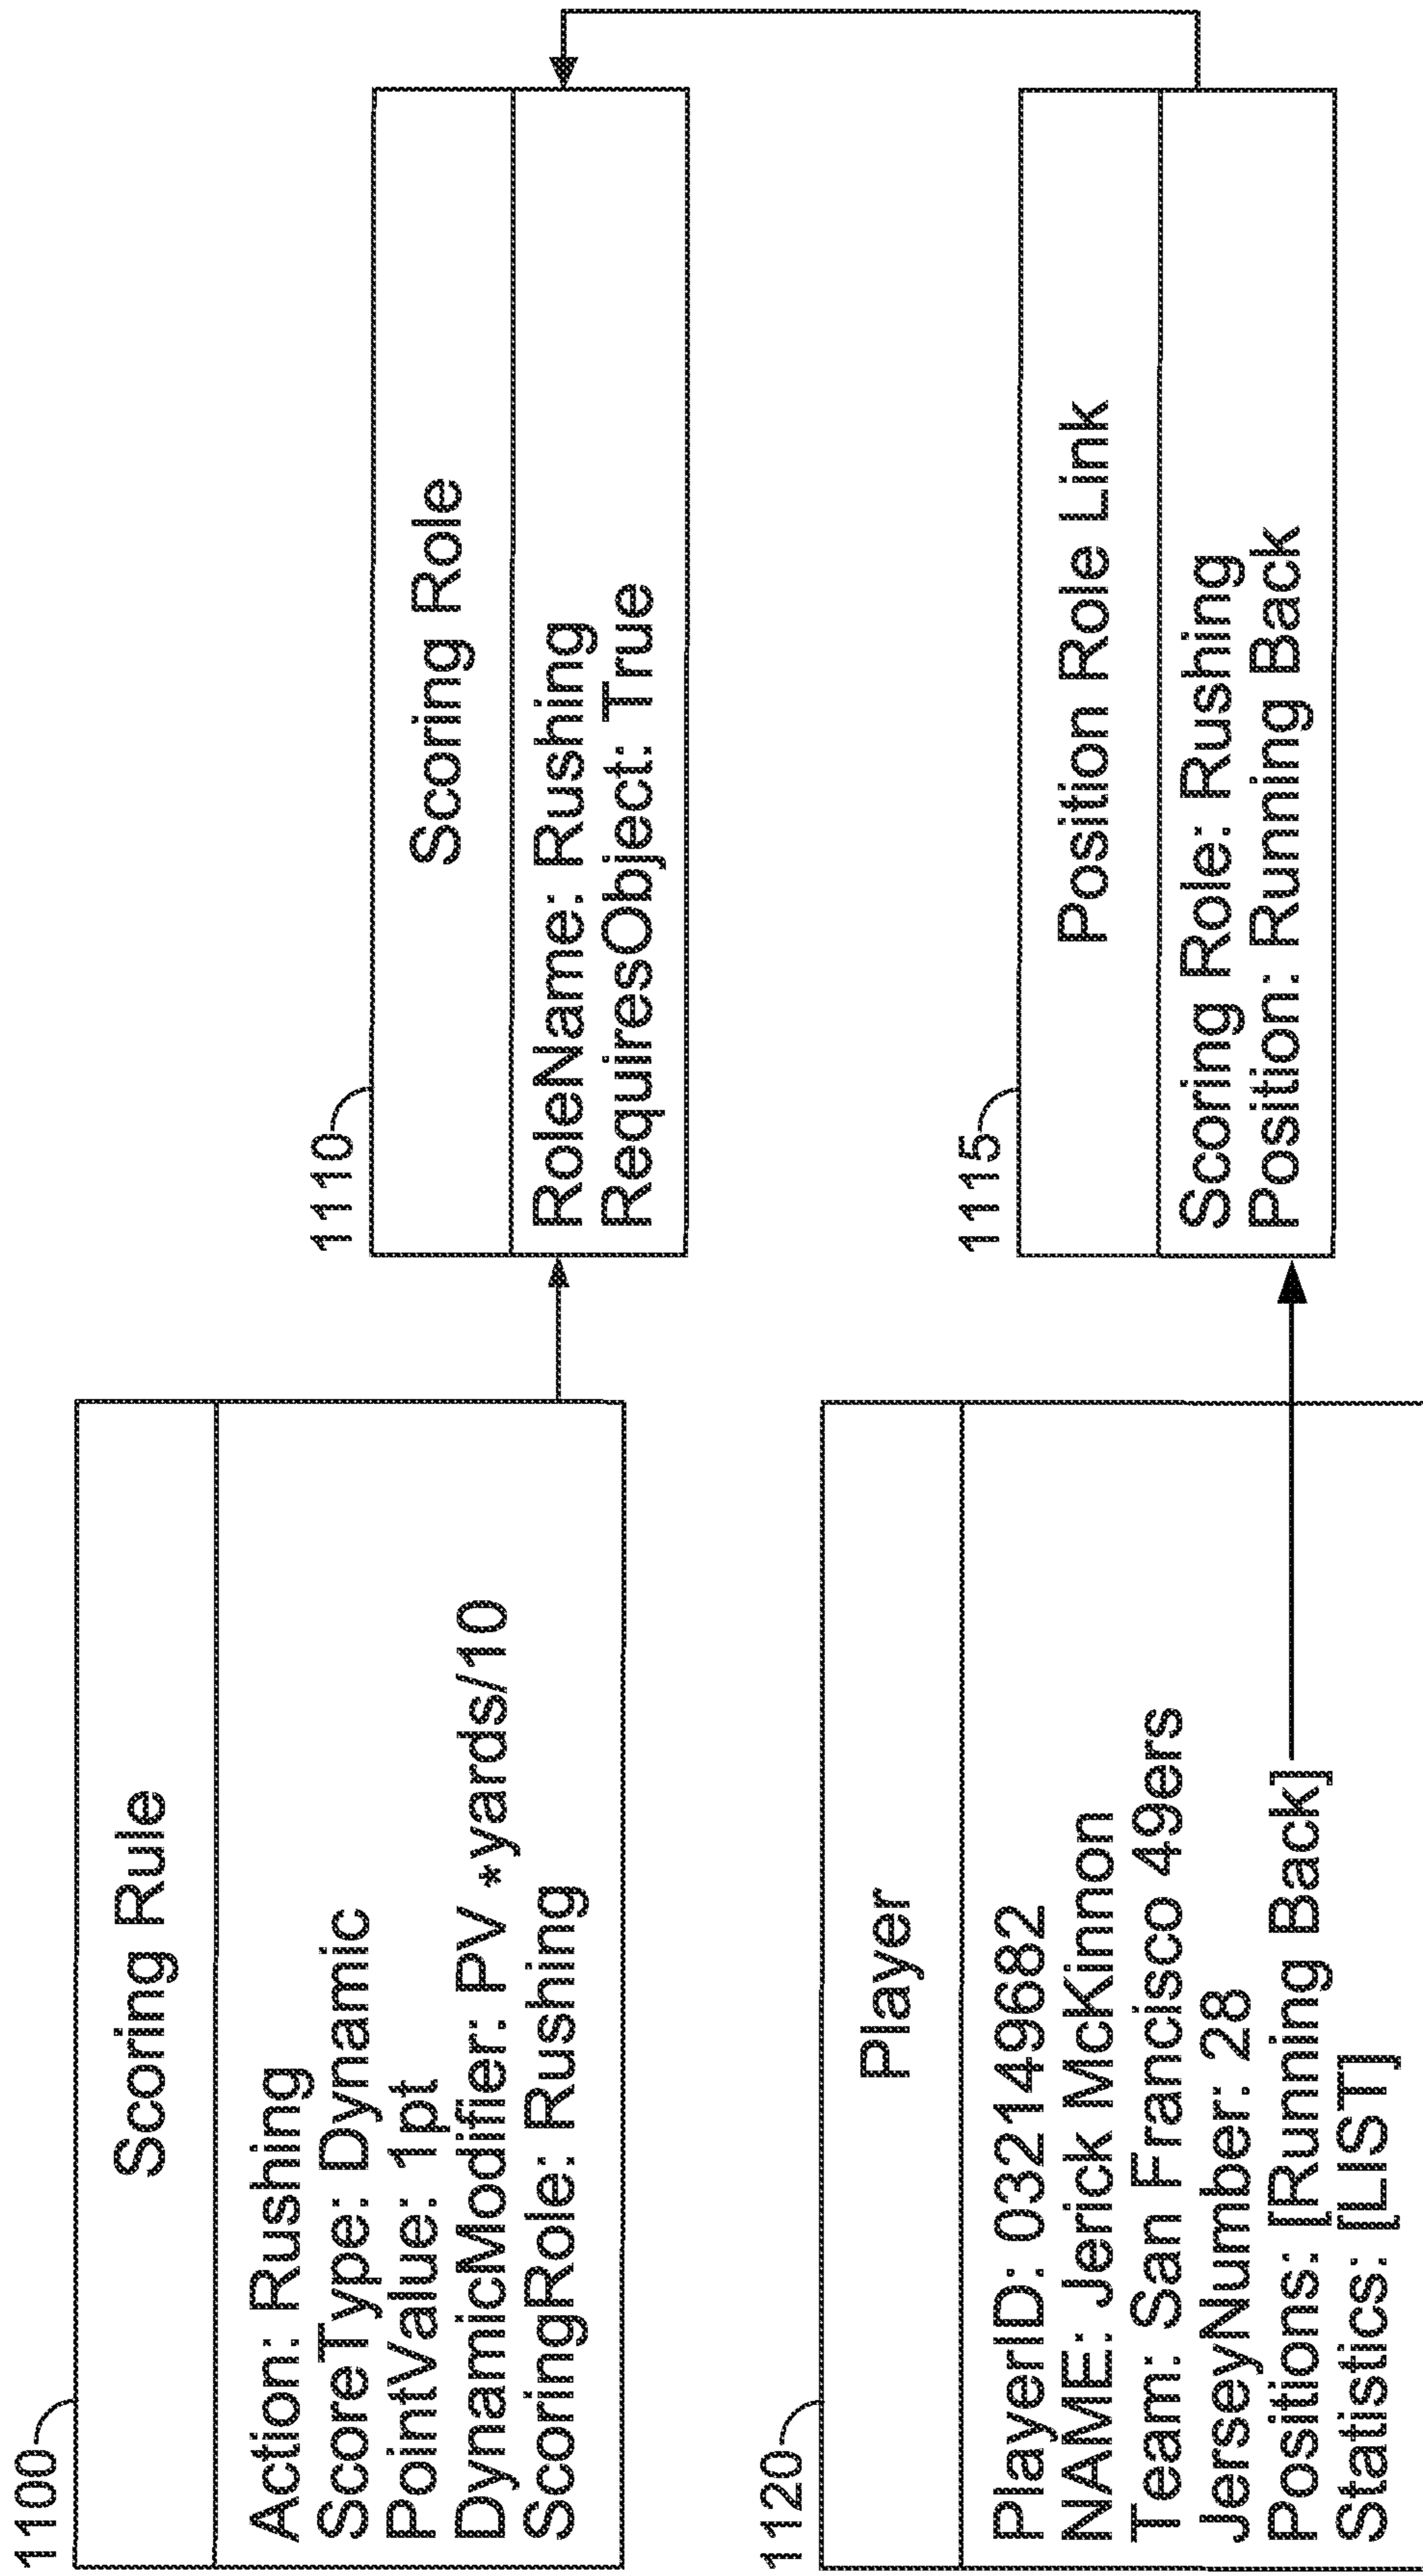 1100
Scoring Rule
Action: Rushing
ScoreType: Dynamic
PointValue: 1pt
DynamicModifier: PV *yards/10
ScoringRole: Rushing
1110
Scoring Role
RoleName: Rushing
RequiresObject: True
1120
Player
PlayerID: 032149682
NAME: Jerick McKinnon
Team: San Francisco 49ers
JerseyNumber: 28
Positions: [Running Back]
Statistics: [LIST]
1115
Position Role Link
Scoring Role: Rushing
Position: Running Back